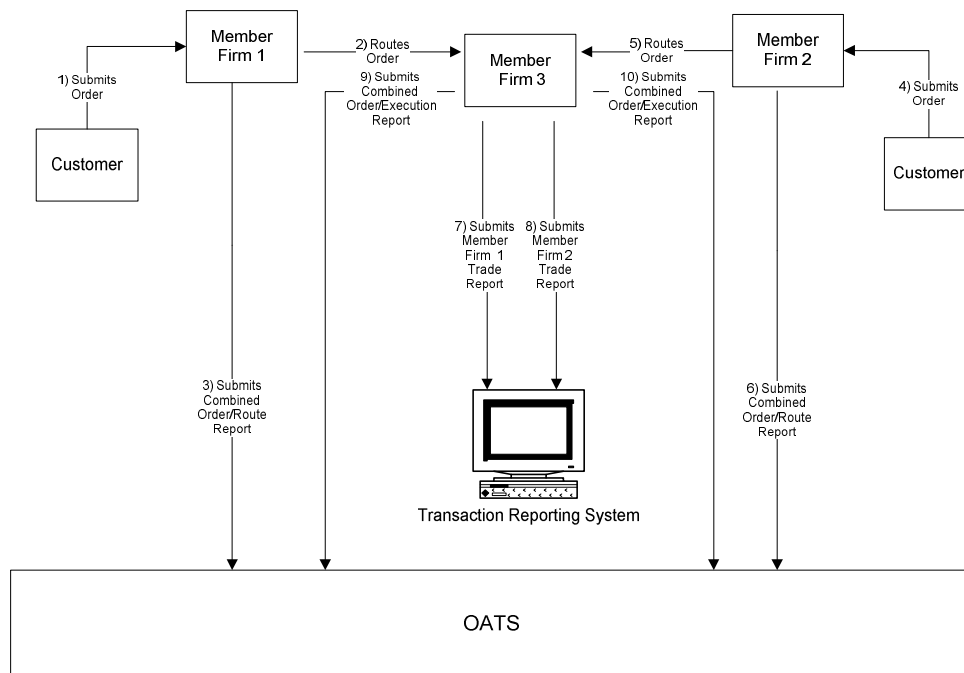 Member
Firm 1
2) Routes
Order
Member
Firm 3
5) Routes
Order
Member
Firm 2
1) Submits
Order
9) Submits
Combined
Order/Execution
Report
10) Submits
Combined
Order/Execution
Report
4) Submits
Order
Customer
Customer
7) Submits
Member
Firm 1
Trade
Report
8) Submits
Member
Firm 2
Trade
Report
3) Submits
Combined
Order/Route
Report
6) Submits
Combined
Order/Route
Report
Transaction Reporting System
OATS